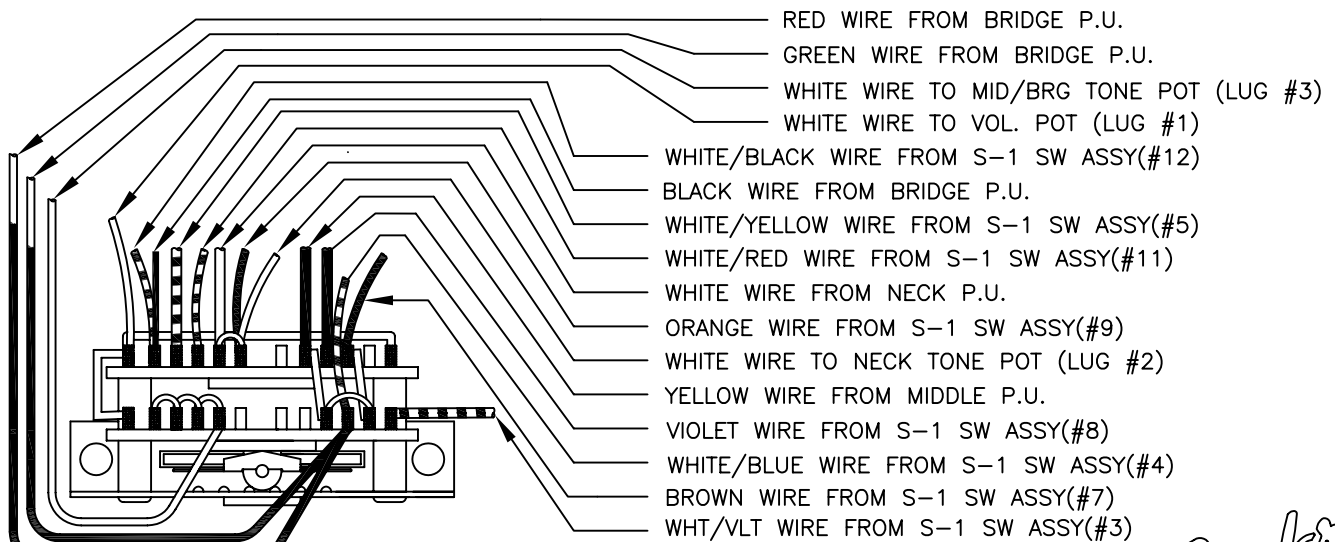 RED WIRE FROM BRIDGE P.U.
GREEN WIRE FROM BRIDGE P.U.
WHITE WIRE TO MID/BRG TONE POT (LUG #3)
WHITE WIRE TO VOL. POT (LUG #1)
WHITE/BLACK WIRE FROM S-1 SW ASSY(#12)
BLACK WIRE FROM BRIDGE P.U.
WHITE/YELLOW WIRE FROM S-1 SW ASSY(#5)
WHITE/RED WIRE FROM S-1 SW ASSY(#11)
WHITE WIRE FROM NECK P.U.
ORANGE WIRE FROM S-1 SW ASSY(#9)
WHITE WIRE TO NECK TONE POT (LUG #2)
YELLOW WIRE FROM MIDDLE P.U.
VIOLET WIRE FROM S-1 SW ASSY(#8)
WHITE/BLUE WIRE FROM S-1 SW ASSY(#4)
BROWN WIRE FROM S-1 SW ASSY(#7)
WHT/VLT WIRE FROM S-1 SW ASSY(#3)